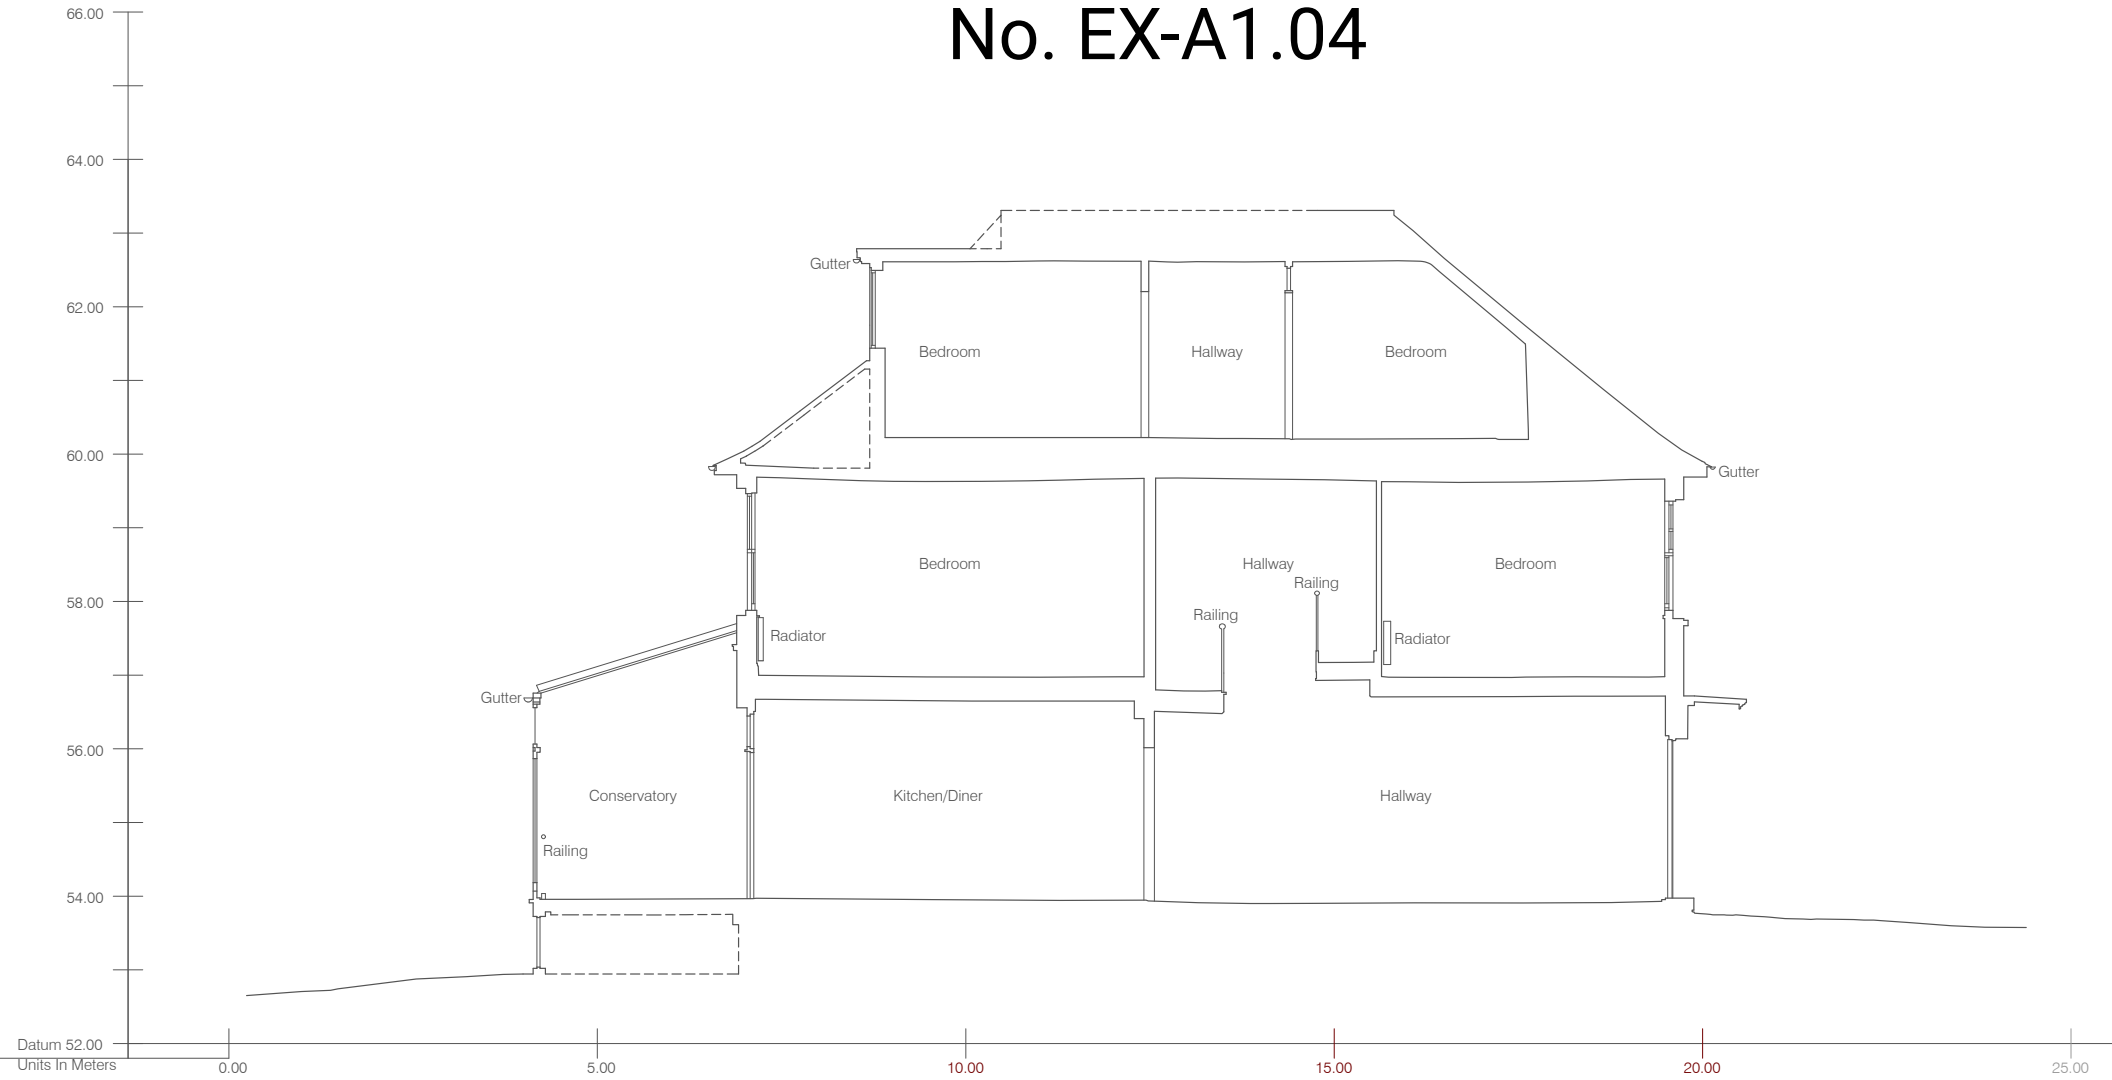 No. EX-A1.04
66.00
64.00
Gutter
62.00
Bedroom
Hallway
Bedroom
60.00
Gutter
Bedroom
Hallway
Bedroom
Railing
58.00
Railing
Radiator
Radiator
Gutter
56.00
Conservatory
Kitchen/Diner
Hallway
Railing
54.00
Datum 52.00
Units In Meters
0.00
5.00
10.00
15.00
20.00
25.00